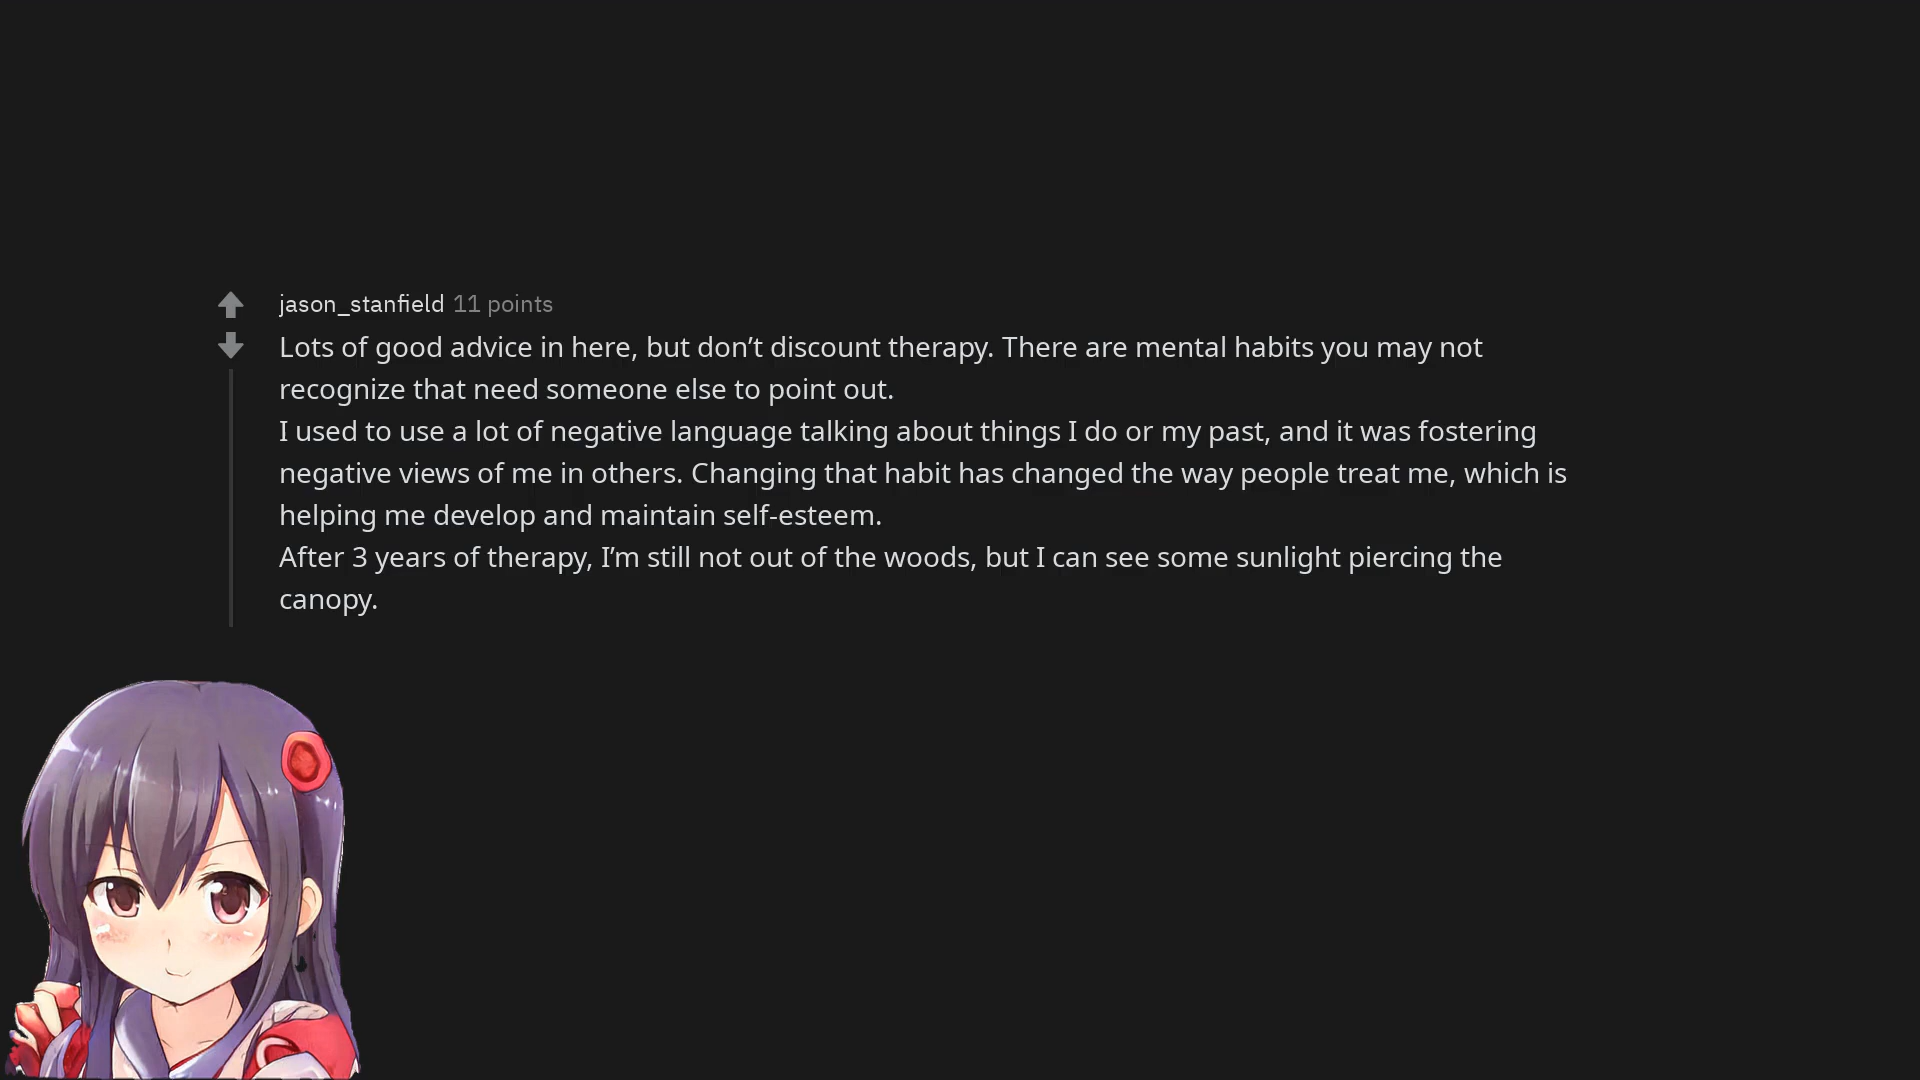 jason_stanfield 11 points
Lots of good advice in here, but don’t discount therapy. There are mental habits you may not
recognize that need someone else to point out.
I used to use a lot of negative language talking about things I do or my past, and it was fostering
negative views of me in others. Changing that habit has changed the way people treat me, which is
helping me develop and maintain self-esteem.
After 3 years of therapy, I’m still not out of the woods, but I can see some sunlight piercing the
canopy.